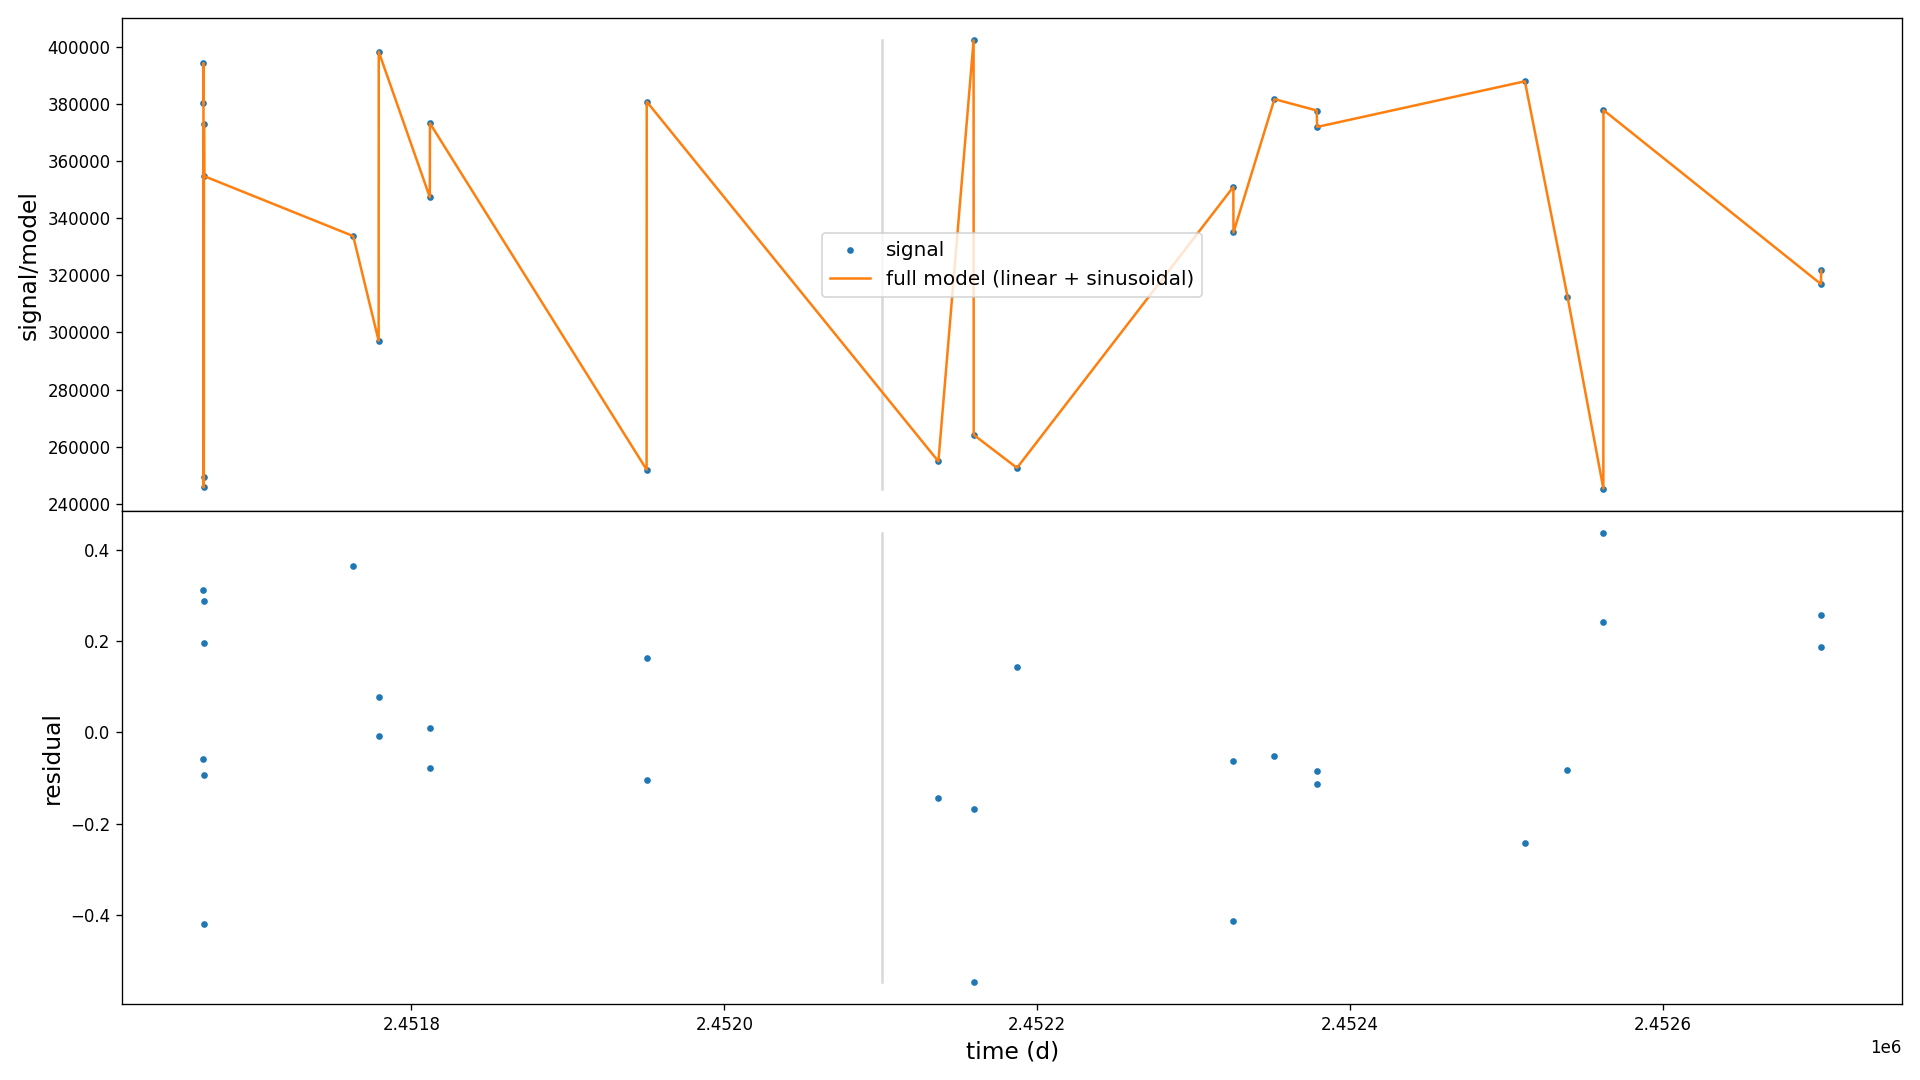 signal/model
400000
380000
360000
340000
320000
300000
280000
260000
240000
signal
full model (linear + sinusoidal)
residual
0.4
0.2
0.0
−0.2
−0.4
2.4518 2.4520 2.4522 2.4524 2.4526
1e6
time (d)